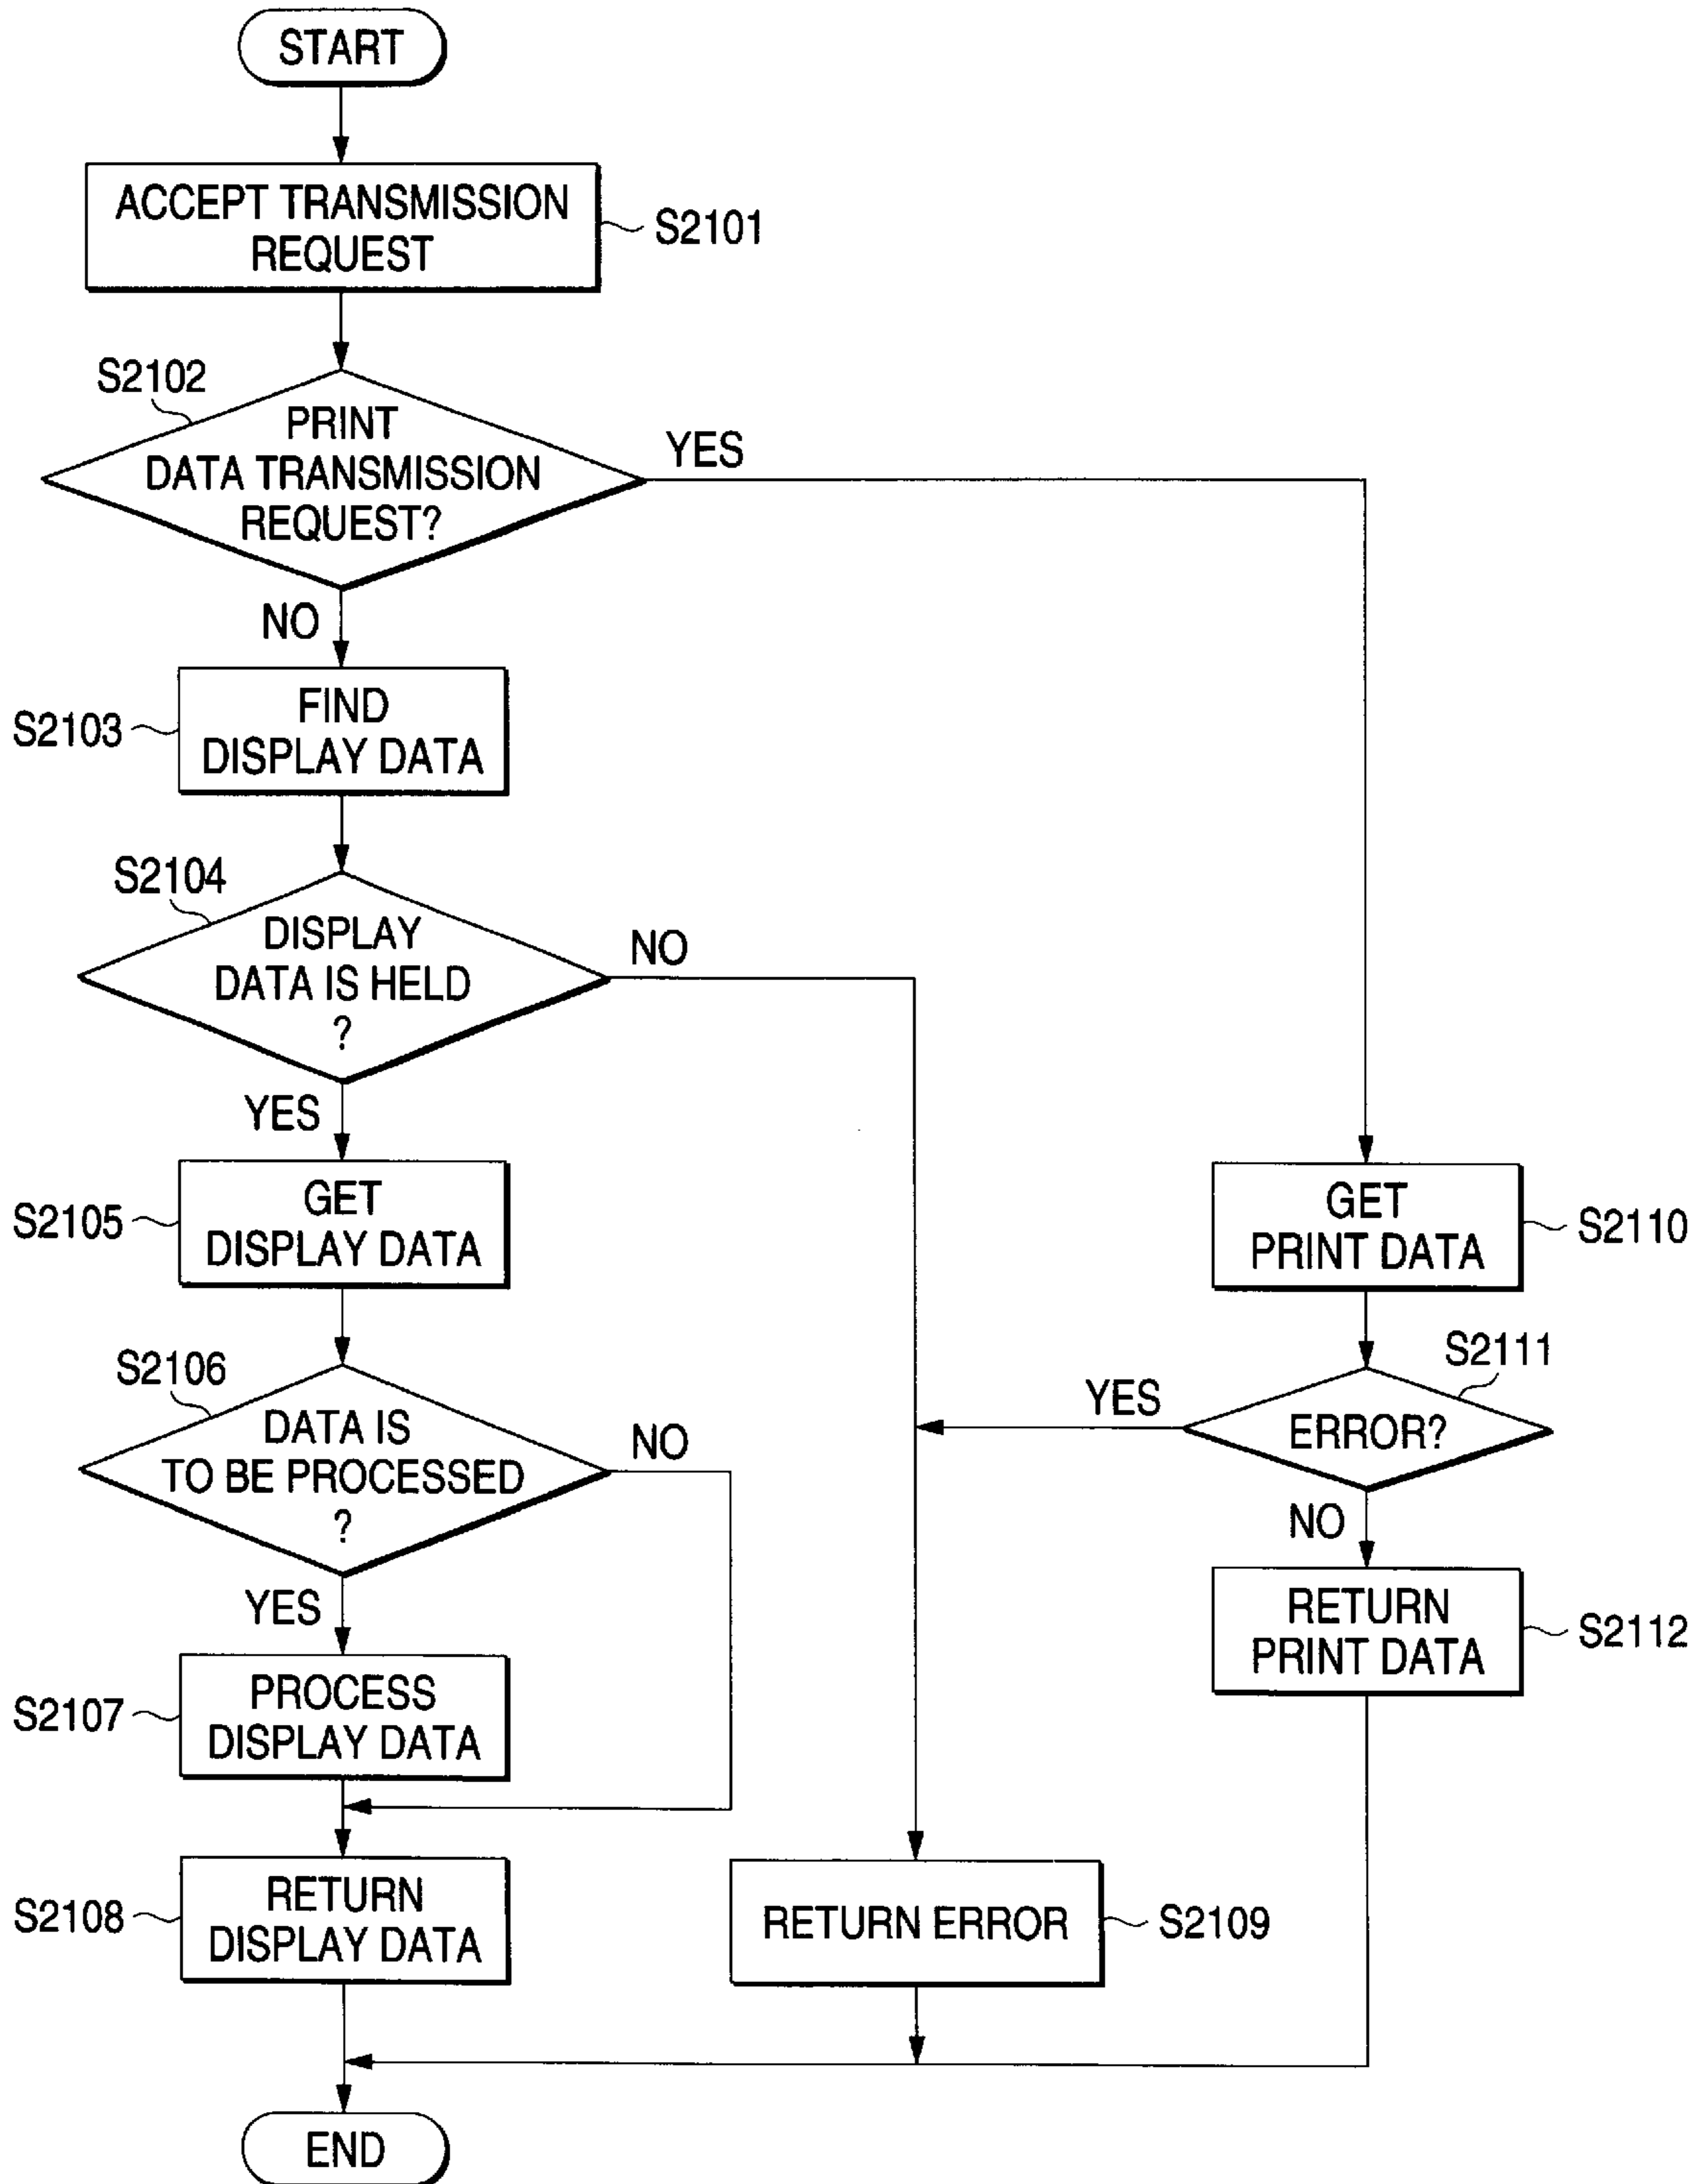 START
ACCEPT TRANSMISSION
REQUEST
S2101
S2102
PRINT
DATA TRANSMISSION
REQUEST?
YES
NO
S2103
FIND
DISPLAY DATA
S2104
DISPLAY
DATA IS HELD
?
NO
YES
S2105
GET
DISPLAY DATA
GET
PRINT DATA
S2110
S2106
DATA IS
TO BE PROCESSED
?
NO
YES
S2111
ERROR?
YES
NO
S2107
PROCESS
DISPLAY DATA
RETURN
PRINT DATA
S2112
S2108
RETURN
DISPLAY DATA
RETURN ERROR
S2109
END